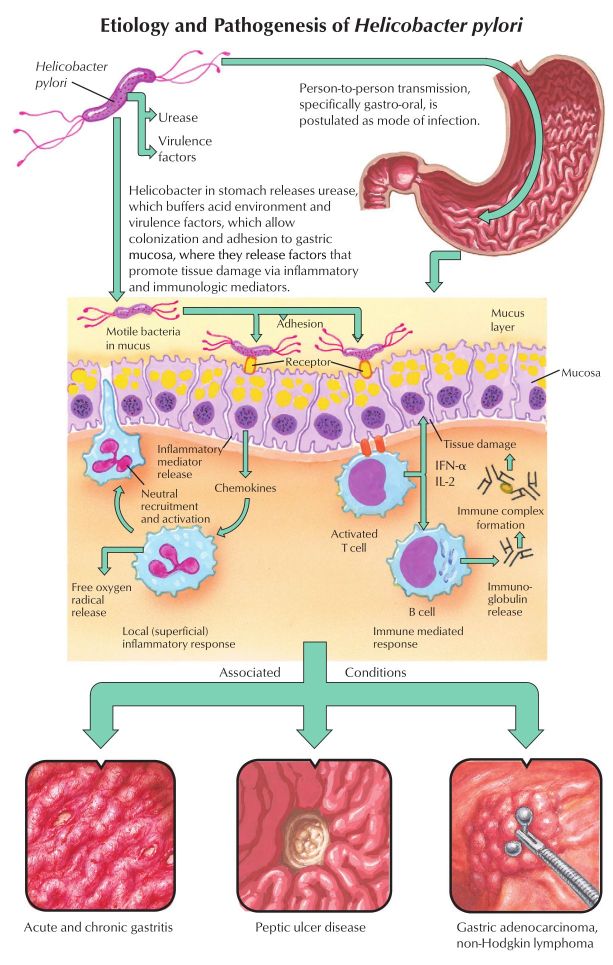 Etiology and Pathogenesis of Helicobacter pylori
Helicobacter
pylori
Urease
Virulence
factors
Person-to-person transmission,
specifically gastro-oral, is
postulated as mode of infection.
Helicobacter in stomach releases urease,
which buffers acid environment and
virulence factors, which allow
colonization and adhesion to gastric
mucosa, where they release factors that
promote tissue damage via inflammatory
and immunologic mediators.
Motile bacteria
in mucus
Adhesion
Mucus
layer
Receptor
Mucosa
Inflammatory
mediator
release
Neutral
recruitment
and activation
Chemokines
Free oxygen
radical
release
Local (superficial)
inflammatory response
Activated
T cell
IFN-α
IL-2
Tissue damage
Immune complex
formation
B cell
Immuno-
globulin
release
Immune mediated
response
Associated Conditions
Acute and chronic gastritis
Peptic ulcer disease
Gastric adenocarcinoma,
non-Hodgkin lymphoma